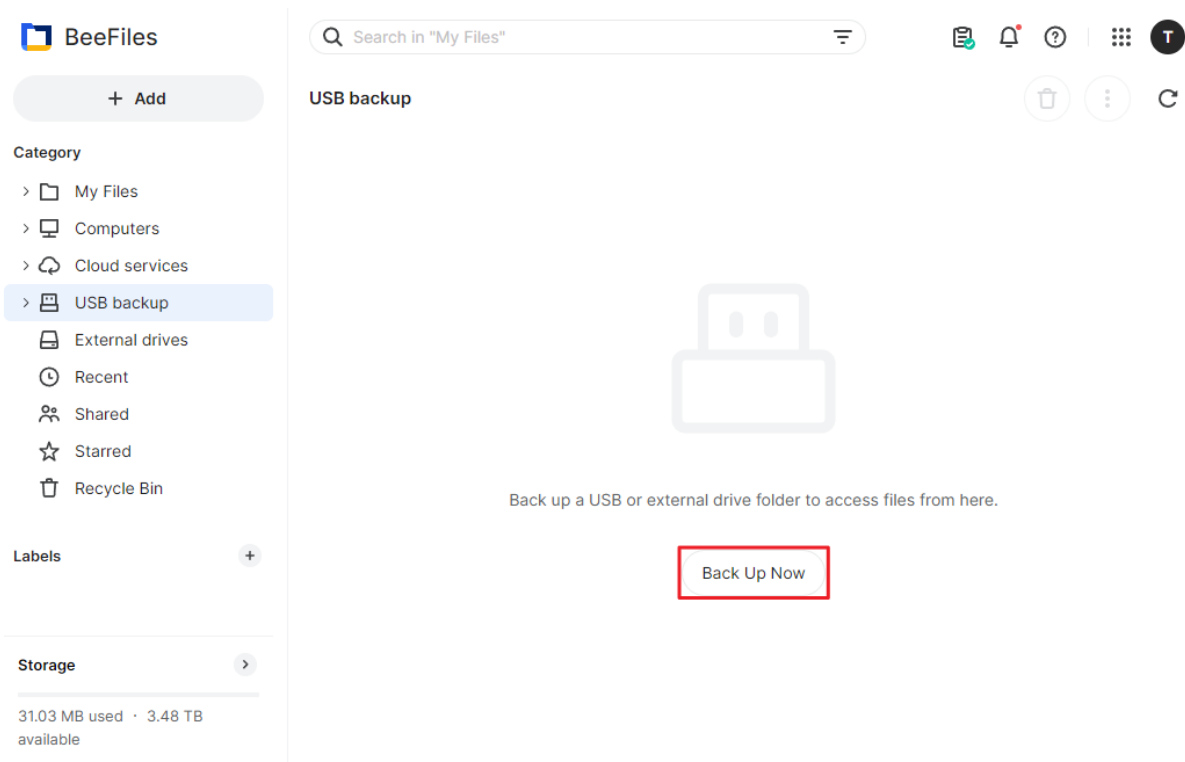 BeeFiles
Search in "My Files"
T
+ Add
USB backup
Category
My Files
Computers
Cloud services
USB backup
External drives
Recent
Shared
Starred
Recycle Bin
Back up a USB or external drive folder to access files from here.
Back Up Now
Labels
Storage
31.03 MB used · 3.48 TB
available